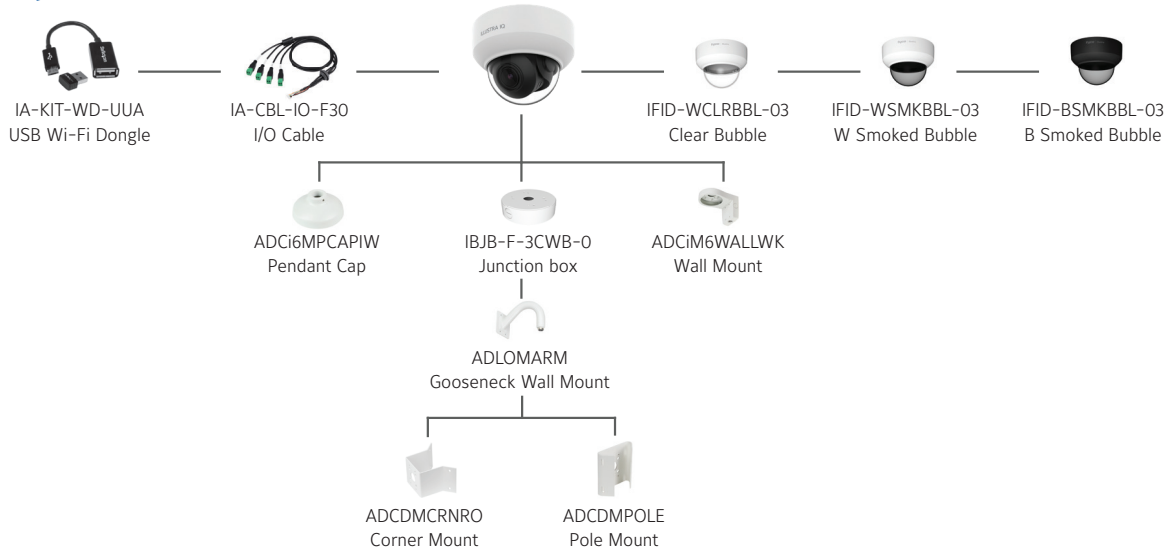 ILLUSTRA IQ
IA-KIT-WD-UUA
USB Wi-Fi Dongle
IA-CBL-IO-F30
I/O Cable
IFID-WCLRBBL-03
Clear Bubble
IFID-WSMKBBL-03
W Smoked Bubble
IFID-BSMKBBL-03
B Smoked Bubble
ADCi6MPCAPIW
Pendant Cap
IBJB-F-3CWB-0
Junction box
ADCiM6WALLWK
Wall Mount
ADLOMARM
Gooseneck Wall Mount
ADCDMCRNRO
Corner Mount
ADCDMPOLE
Pole Mount